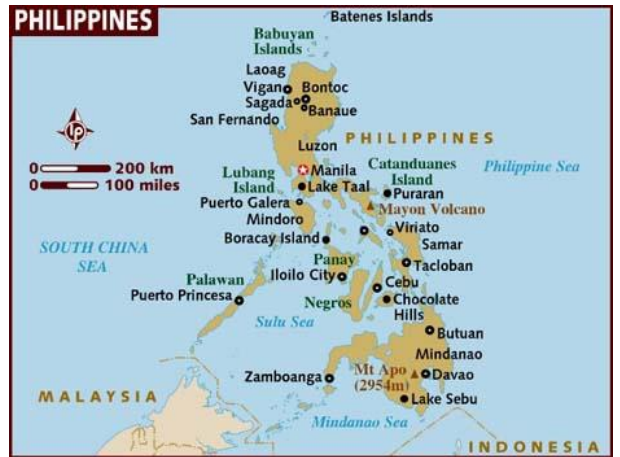 PHILIPPINES
Batenes Islands
Babuyan
Islands
Laoag
Vigan
Bontoc
Sagada
Banaue
San Fernando
Luzon
PHILIPPINES
lp
0 200 km
0 100 miles
Lubang
Island
Manila
Lake Taal
Catanduanes
Island
Philippine Sea
Puraran
Puerto Galera
Mayon Volcano
Mindoro
Viriato
Samar
Boracay Island
SOUTH CHINA
SEA
Panay
Tacloban
Palawan
Iloilo City
Cebu
Puerto Princesa
Negros
Chocolate
Hills
Sulu Sea
Butuan
Mindanao
Zamboanga
Mt Apo
(2954m)
Davao
MALAYSIA
Lake Sebu
Mindanao Sea
INDONESIA